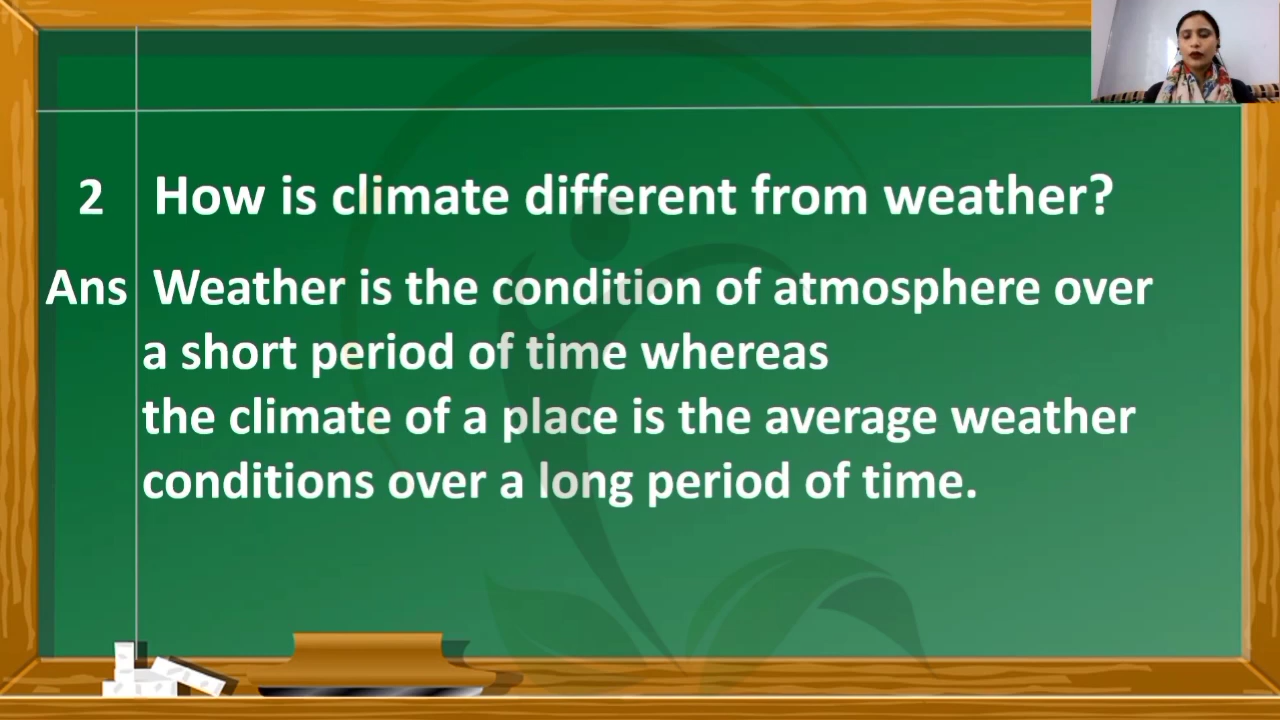 2 How is climate different from weather?
Ans Weather is the condition of atmosphere over
a short period of time whereas
the climate of a place is the average weather
conditions over a long period of time.